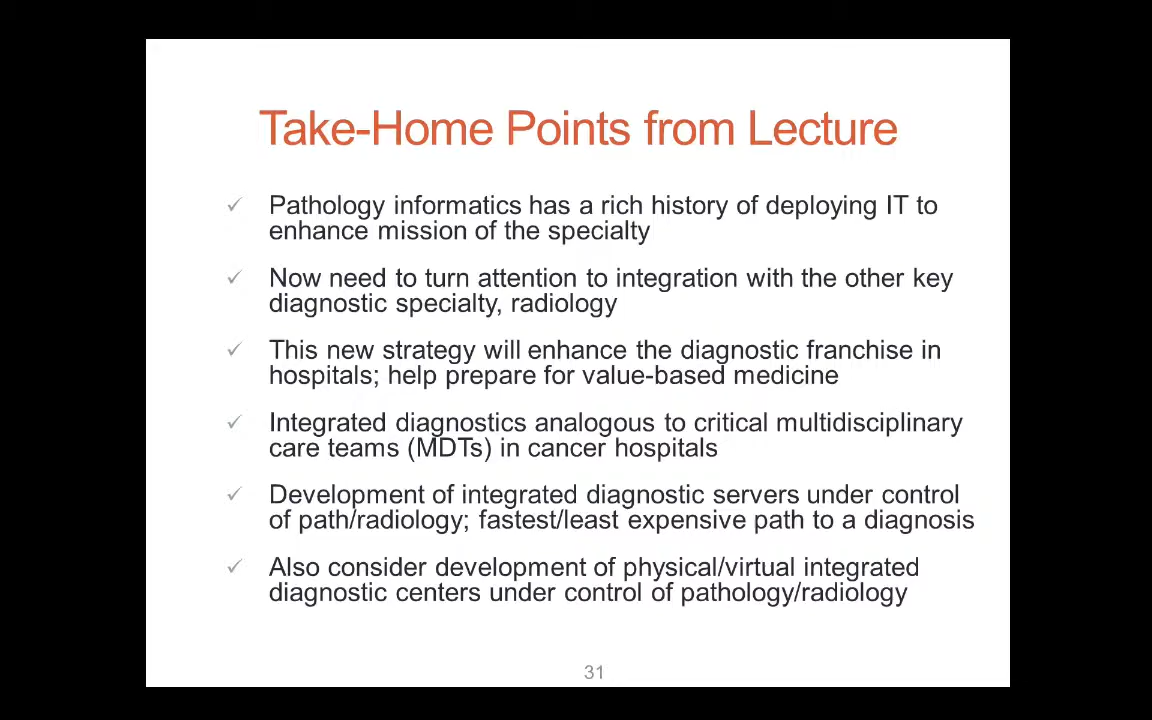 Take-Home Points from Lecture
✓ Pathology informatics has a rich history of deploying IT to
enhance mission of the specialty
✓ Now need to turn attention to integration with the other key
diagnostic specialty, radiology
✓ This new strategy will enhance the diagnostic franchise in
hospitals; help prepare for value-based medicine
✓ Integrated diagnostics analogous to critical multidisciplinary
care teams (MDTs) in cancer hospitals
✓ Development of integrated diagnostic servers under control
of path/radiology; fastest/least expensive path to a diagnosis
✓ Also consider development of physical/virtual integrated
diagnostic centers under control of pathology/radiology
31